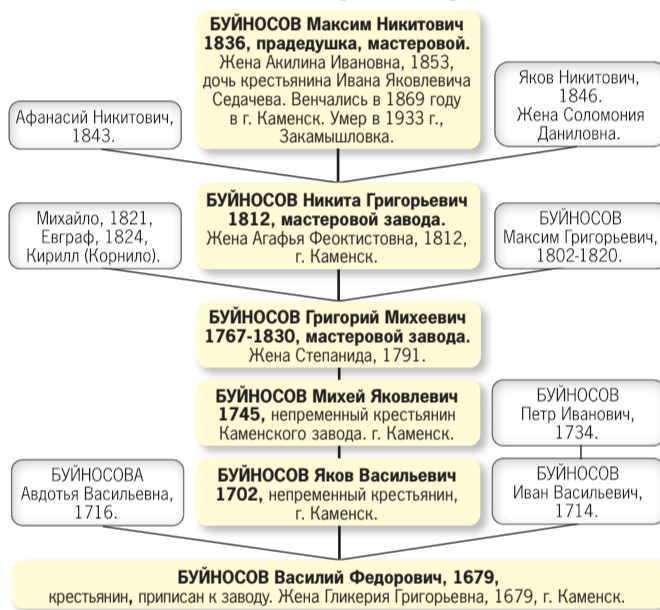 БУЙНОСОВ Максим Никитович
1836, прадедушка, мастеровой.
Жена Акилина Ивановна, 1853,
дочь крестьянина Ивана Яковлевича
Седачева. Венчались в 1869 году
в г. Каменск. Умер в 1933 г.,
Закамышловка.
Афанасий Никитович,
1843.
Яков Никитович,
1846.
Жена Соломония
Даниловна.
БУЙНОСОВ Никита Григорьевич
1812, мастеровой завода.
Жена Агафья Феоктистовна, 1812,
г. Каменск.
Михайло, 1821,
Евграф, 1824,
Кирилл (Корнило).
БУЙНОСОВ
Максим Григорьевич,
1802-1820.
БУЙНОСОВ Григорий Михеевич
1767-1830, мастеровой завода.
Жена Степанида, 1791.
БУЙНОСОВ Михей Яковлевич
1745, непременный крестьянин
Каменского завода. г. Каменск.
БУЙНОСОВ
Петр Иванович,
1734.
БУЙНОСОВА
Авдотья Васильевна,
1716.
БУЙНОСОВ Яков Васильевич
1702, непременный крестьянин,
г. Каменск.
БУЙНОСОВ
Иван Васильевич,
1714.
БУЙНОСОВ Василий Федорович, 1679,
крестьянин, приписан к заводу. Жена Гликерия Григорьевна, 1679, г. Каменск.